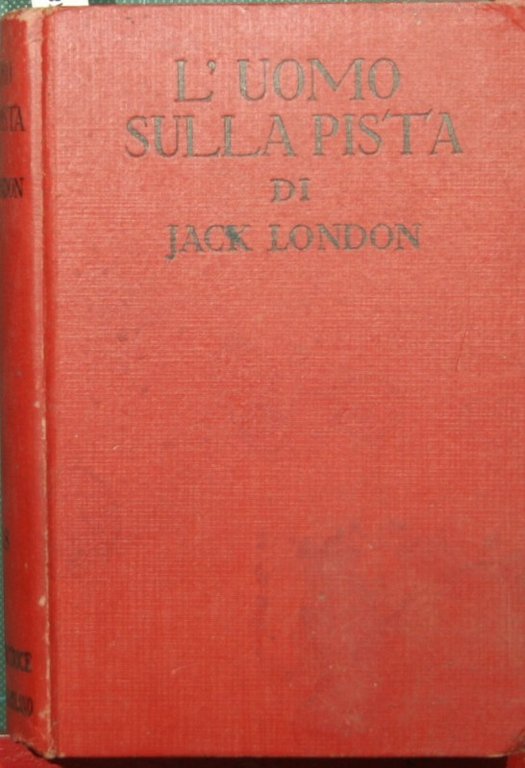 L'UOMO
SULLA PISTA
DI
JACK LONDON